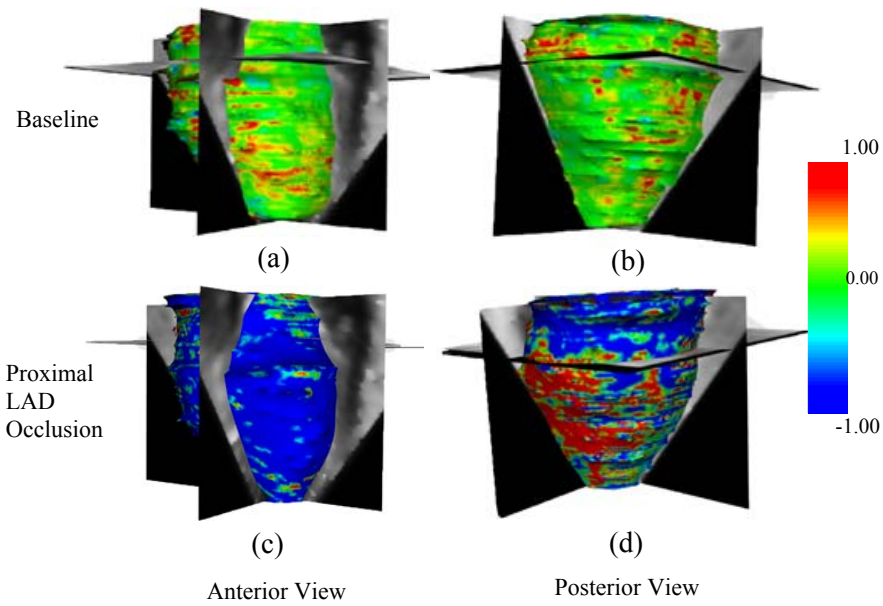 Baseline
(a)
(b)
1.00
0.00
-1.00
Proximal
LAD
Occlusion
(c)
(d)
Anterior View
Posterior View